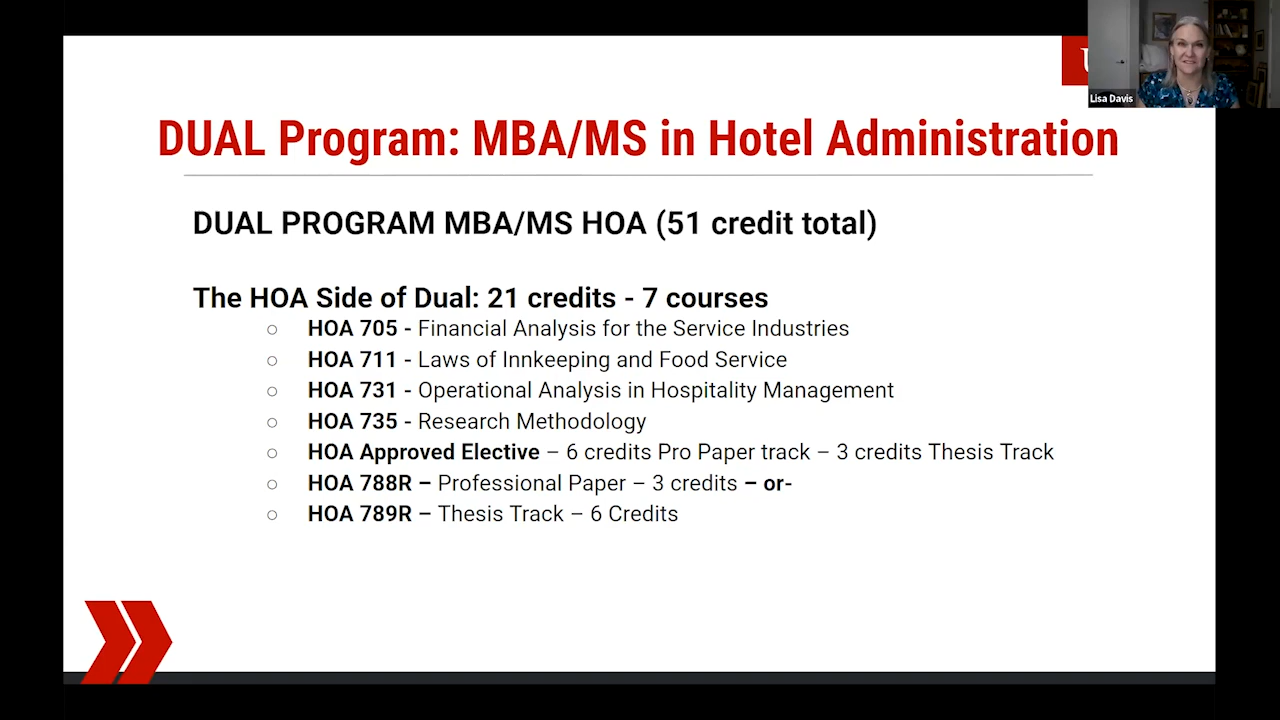 U
Lisa Davis
DUAL Program: MBA/MS in Hotel Administration
DUAL PROGRAM MBA/MS HOA (51 credit total)
The HOA Side of Dual: 21 credits - 7 courses
○ HOA 705 - Financial Analysis for the Service Industries
○ HOA 711 - Laws of Innkeeping and Food Service
○ HOA 731 - Operational Analysis in Hospitality Management
○ HOA 735 - Research Methodology
○ HOA Approved Elective – 6 credits Pro Paper track – 3 credits Thesis Track
○ HOA 788R – Professional Paper – 3 credits – or-
○ HOA 789R – Thesis Track – 6 Credits